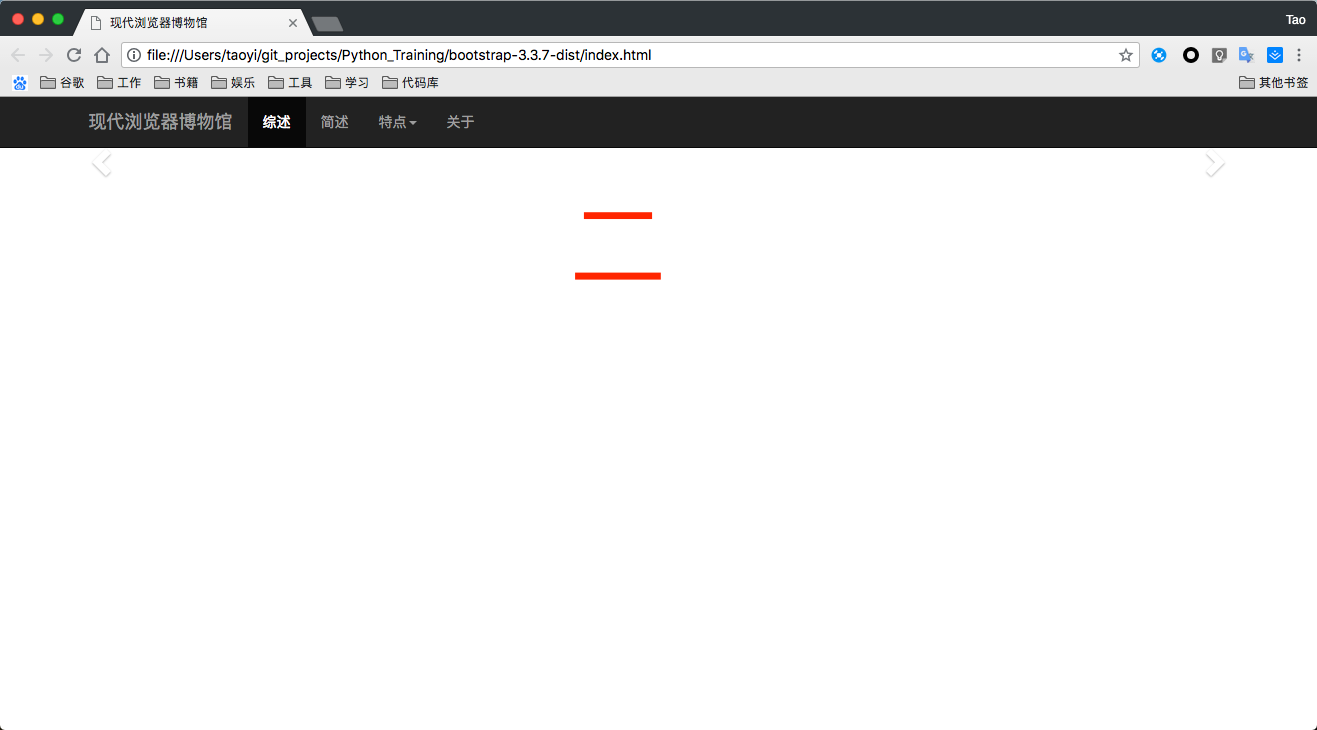 现代浏览器博物馆
Tao
file:///Users/taoyi/git_projects/Python_Training/bootstrap-3.3.7-dist/index.html
谷歌 工作 书籍 娱乐 工具 学习 代码库 其他书签
现代浏览器博物馆 综述 简述 特点 关于